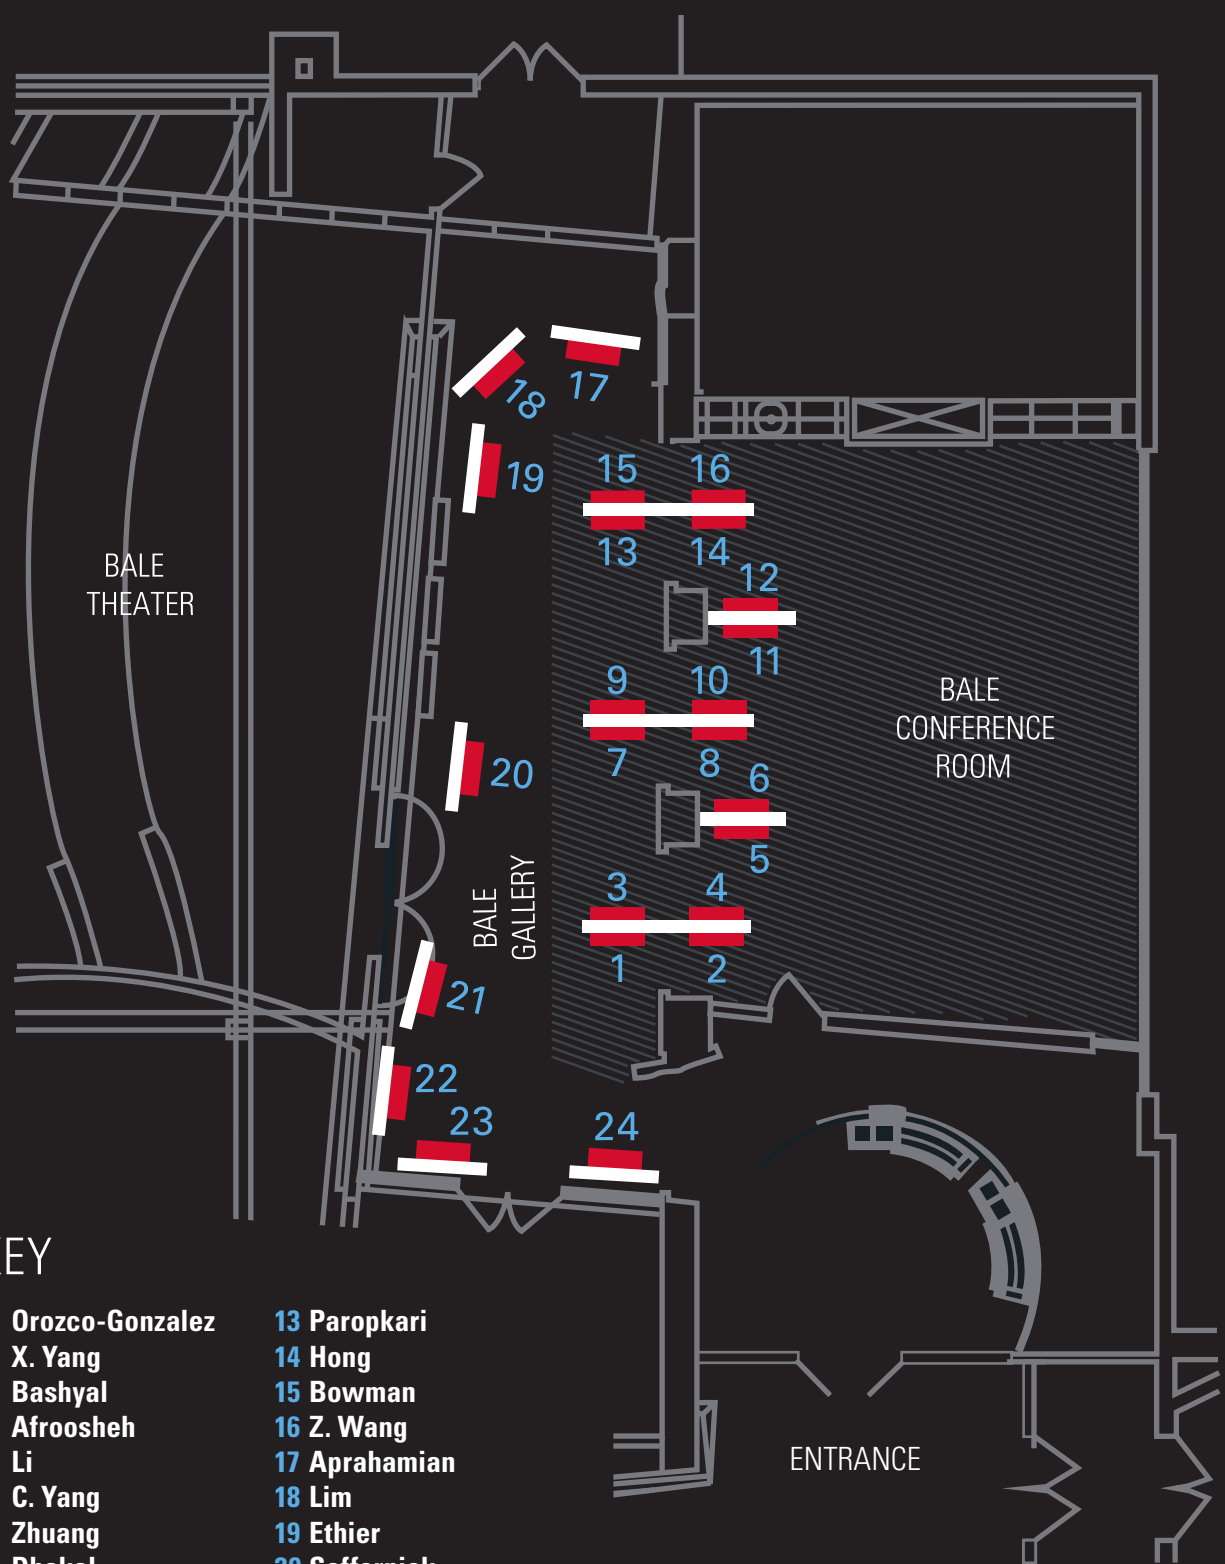 17
18
19
15 16
13 14
12
11
BALE
THEATER
9 10
7 8
BALE
CONFERENCE
ROOM
20
6
5
BALE
GALLERY
3 4
1 2
21
22
23
24
Orozco-Gonzalez
X. Yang
Bashyal
Afroosheh
Li
C. Yang
Zhuang
13 Paropkari
14 Hong
15 Bowman
16 Z. Wang
17 Aprahamian
18 Lim
19 Ethier
ENTRANCE